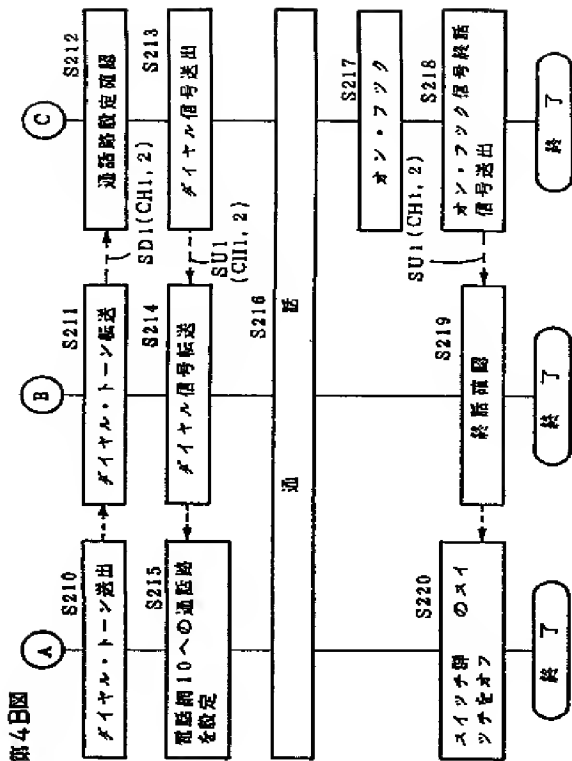 第4B図
A
B
C
S210
ダイヤル・トーン送出
S211
ダイヤル・トーン転送
SD1(CH1, 2)
S212
通話路設定確認
S213
ダイヤル信号送出
SU1
(CH1, 2)
S214
ダイヤル信号転送
S215
電話網10への通話路
を設定
S216
通 話
S217
オン・フック
S218
オン・フック信号終話
信号送出
SU1(CH1, 2)
S219
終話確認
S220
スイッチ群 のスイ
ッチをオフ
終 了
終 了
終 了